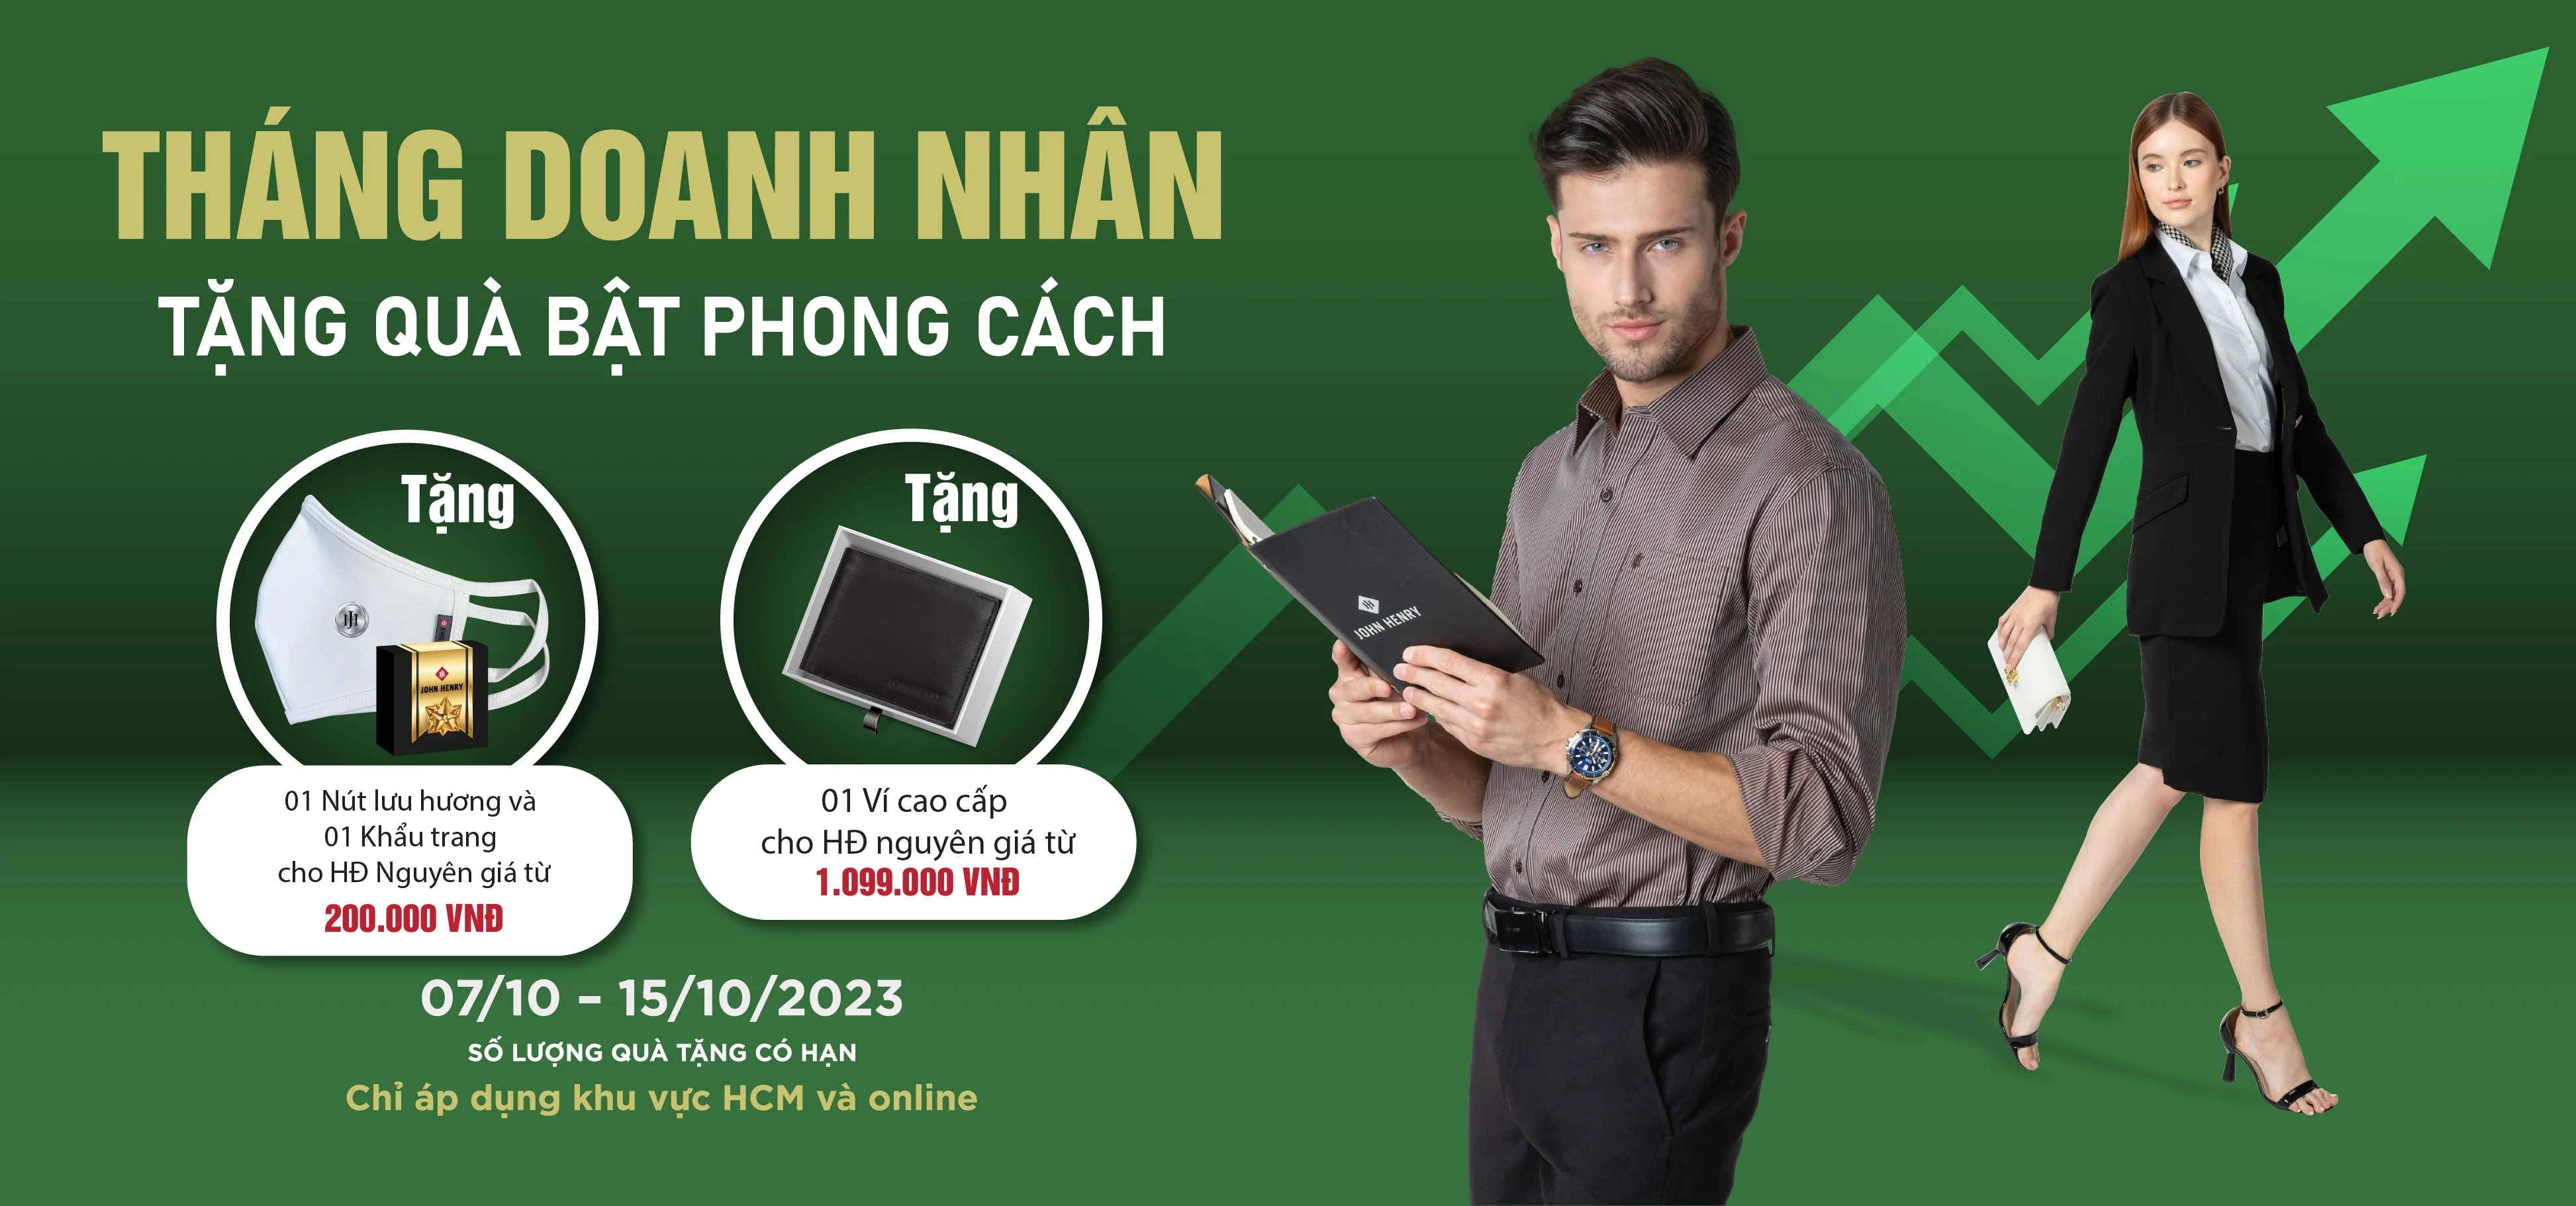 THÁNG DOANH NHÂN
TẶNG QUÀ BẬT PHONG CÁCH
Tặng
JH
JOHN HENRY
01 Nút lưu hương và
01 Khẩu trang
cho HĐ Nguyên giá từ
200.000 VNĐ
Tặng
01 Ví cao cấp
cho HĐ nguyên giá từ
1.099.000 VNĐ
07/10 – 15/10/2023
SỐ LƯỢNG QUÀ TẶNG CÓ HẠN
Chỉ áp dụng khu vực HCM và online
JH
JOHN HENRY